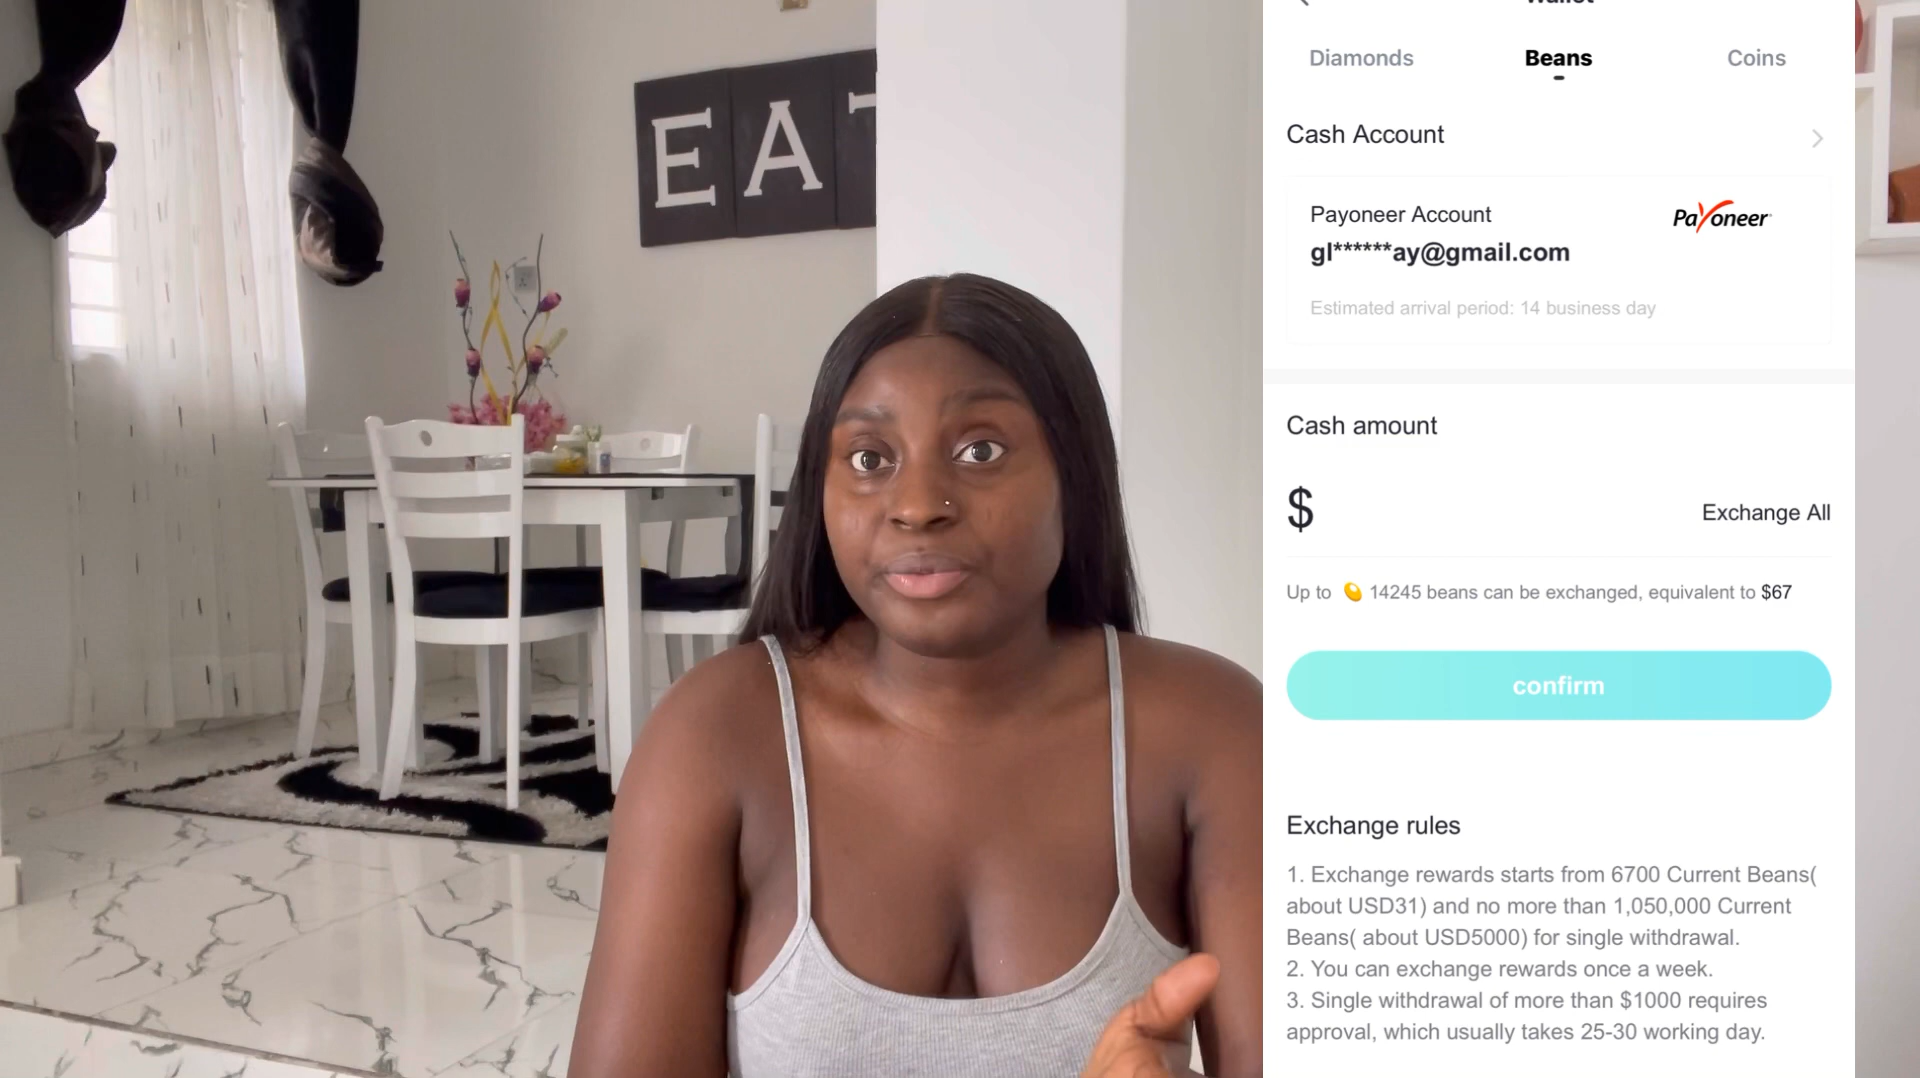 EAT
Wallet
Diamonds
Beans
Coins
Cash Account
Payoneer Account
Payoneer
gl******ay@gmail.com
Estimated arrival period: 14 business day
Cash amount
$
Exchange All
Up to 14245 beans can be exchanged, equivalent to $67
confirm
Exchange rules
1. Exchange rewards starts from 6700 Current Beans(
about USD31) and no more than 1,050,000 Current
Beans( about USD5000) for single withdrawal.
2. You can exchange rewards once a week.
3. Single withdrawal of more than $1000 requires
approval, which usually takes 25-30 working day.